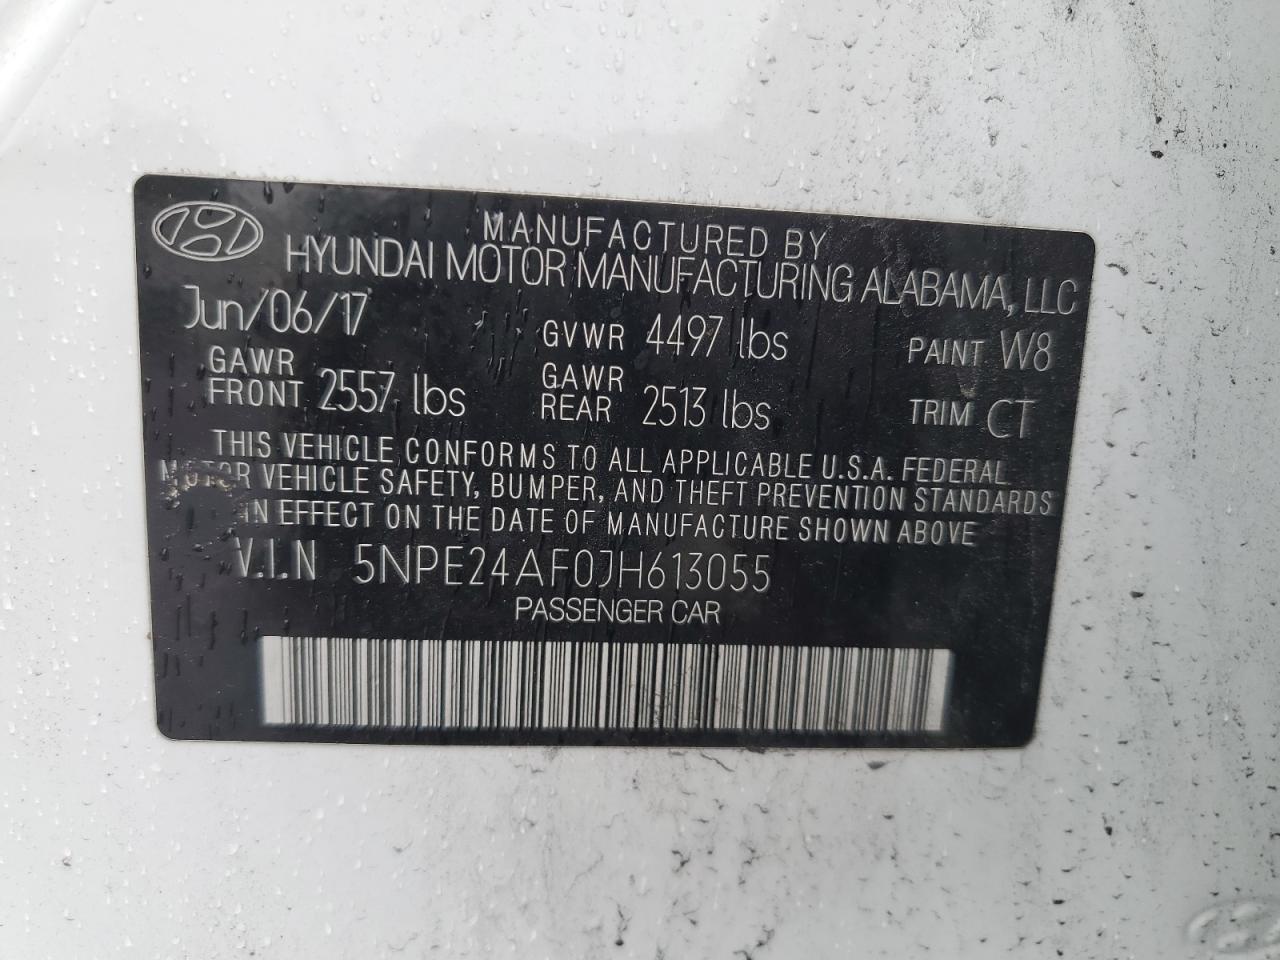 MANUFACTURED BY
HYUNDAI MOTOR MANUFACTURING ALABAMA, LLC
Jun/06/17 GVWR 4497 lbs PAINT W8
GAWR FRONT 2557 lbs GAWR REAR 2513 lbs TRIM CT
THIS VEHICLE CONFORMS TO ALL APPLICABLE U.S.A. FEDERAL
MOTOR VEHICLE SAFETY, BUMPER, AND THEFT PREVENTION STANDARDS
IN EFFECT ON THE DATE OF MANUFACTURE SHOWN ABOVE
V.I.N 5NPE24AF0JH613055
PASSENGER CAR